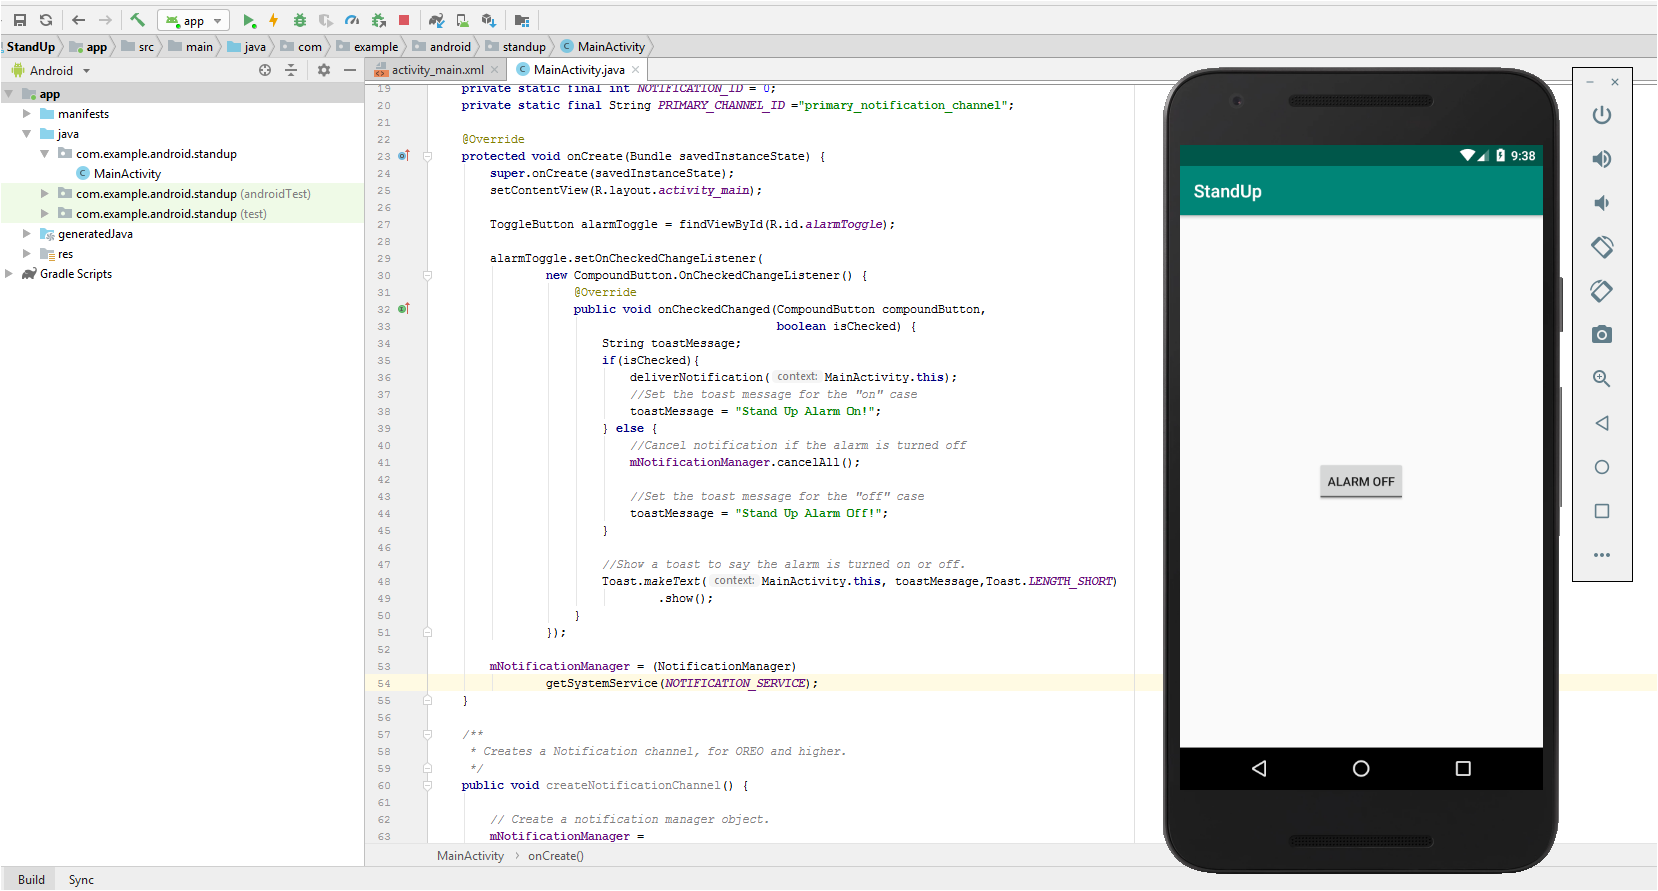 app
StandUp app src main java com example android standup MainActivity
Android
activity_main.xml
MainActivity.java
app
manifests
java
com.example.android.standup
MainActivity
com.example.android.standup (androidTest)
com.example.android.standup (test)
generatedJava
res
Gradle Scripts
19 private static final int NOTIFICATION_ID = 0;
20 private static final String PRIMARY_CHANNEL_ID ="primary_notification_channel";
21
22 @Override
23 protected void onCreate(Bundle savedInstanceState) {
24 super.onCreate(savedInstanceState);
25 setContentView(R.layout.activity_main);
26
27 ToggleButton alarmToggle = findViewById(R.id.alarmToggle);
28
29 alarmToggle.setOnCheckedChangeListener(
30 new CompoundButton.OnCheckedChangeListener() {
31 @Override
32 public void onCheckedChanged(CompoundButton compoundButton,
33 boolean isChecked) {
34 String toastMessage;
35 if(isChecked){
36 deliverNotification( context: MainActivity.this);
37 //Set the toast message for the "on" case
38 toastMessage = "Stand Up Alarm On!";
39 } else {
40 //Cancel notification if the alarm is turned off
41 mNotificationManager.cancelAll();
42
43 //Set the toast message for the "off" case
44 toastMessage = "Stand Up Alarm Off!";
45 }
46
47 //Show a toast to say the alarm is turned on or off.
48 Toast.makeText( context: MainActivity.this, toastMessage,Toast.LENGTH_SHORT)
49 .show();
50 }
51 });
52
53 mNotificationManager = (NotificationManager)
54 getSystemService(NOTIFICATION_SERVICE);
55 }
56
57 /**
58 * Creates a Notification channel, for OREO and higher.
59 */
60 public void createNotificationChannel() {
61
62 // Create a notification manager object.
63 mNotificationManager =
MainActivity › onCreate()
Build Sync
9:38
StandUp
ALARM OFF